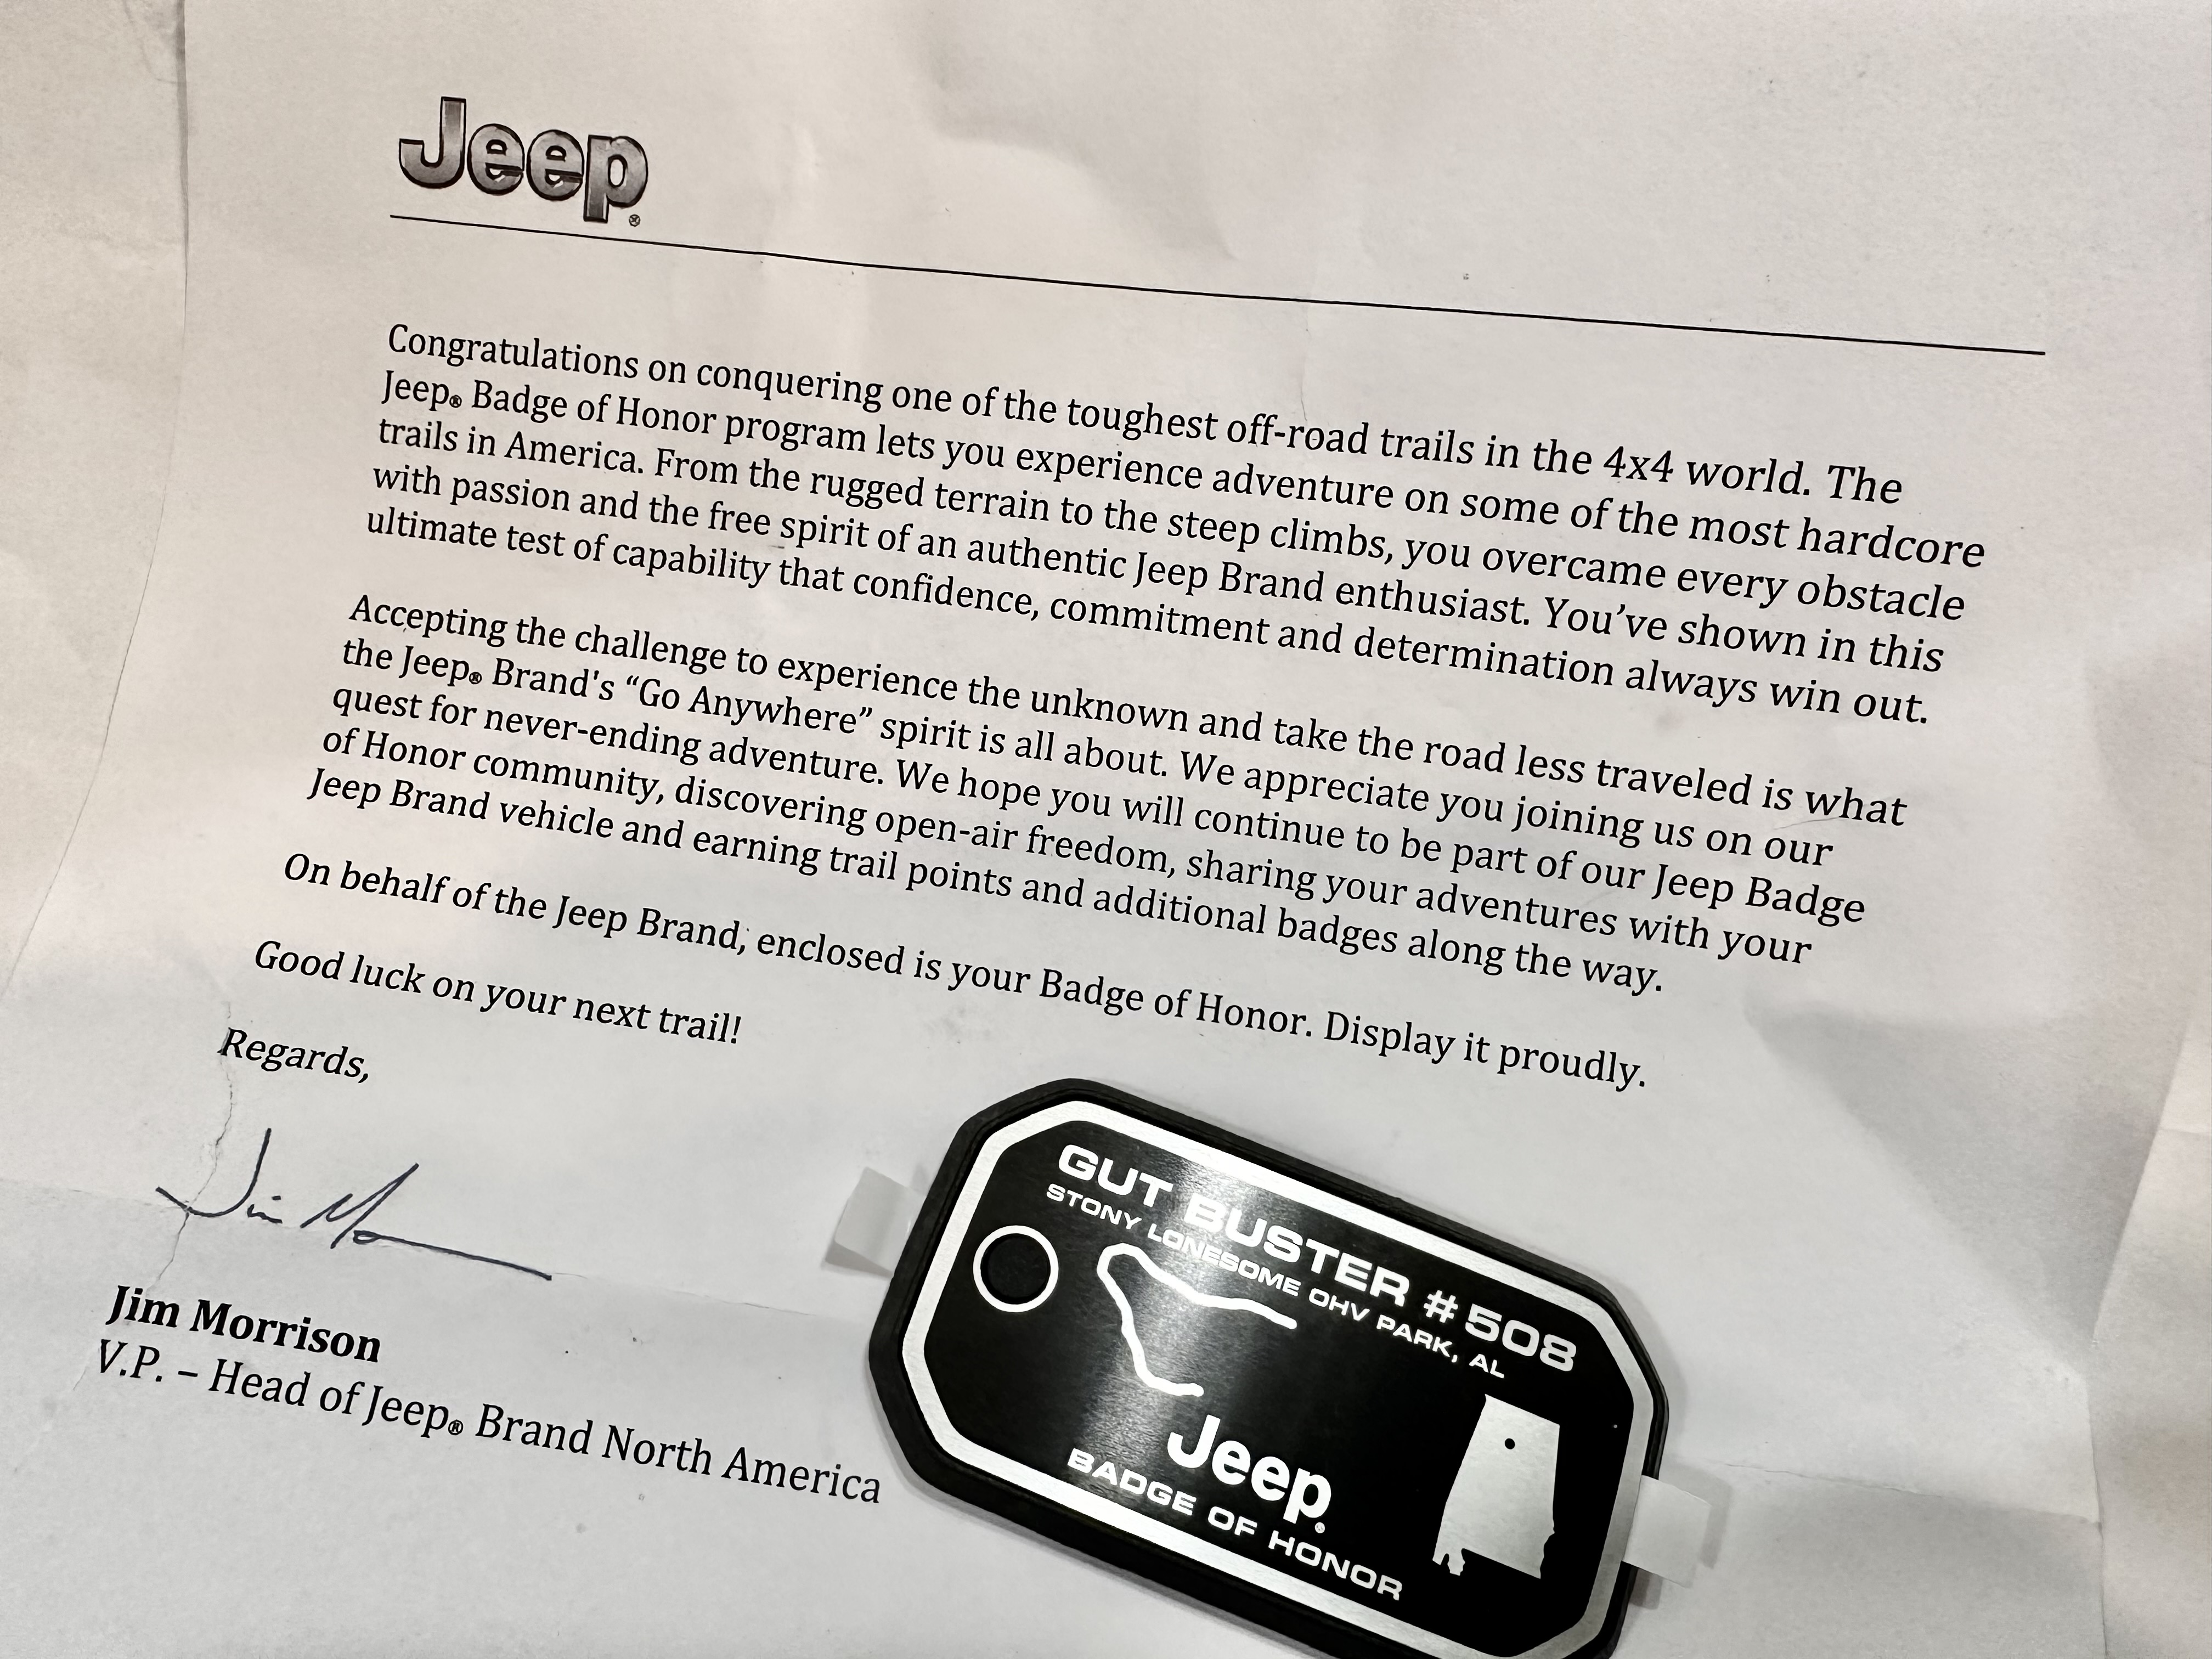 Jeep®
Congratulations on conquering one of the toughest off-road trails in the 4x4 world. The
Jeep® Badge of Honor program lets you experience adventure on some of the most hardcore
trails in America. From the rugged terrain to the steep climbs, you overcame every obstacle
with passion and the free spirit of an authentic Jeep Brand enthusiast. You’ve shown in this
ultimate test of capability that confidence, commitment and determination always win out.
Accepting the challenge to experience the unknown and take the road less traveled is what
the Jeep® Brand's “Go Anywhere” spirit is all about. We appreciate you joining us on our
quest for never-ending adventure. We hope you will continue to be part of our Jeep Badge
of Honor community, discovering open-air freedom, sharing your adventures with your
Jeep Brand vehicle and earning trail points and additional badges along the way.
On behalf of the Jeep Brand, enclosed is your Badge of Honor. Display it proudly.
Good luck on your next trail!
Regards,
Jim Mo
Jim Morrison
V.P. – Head of Jeep® Brand North America
GUT BUSTER #508
STONY LONESOME OHV PARK, AL
Jeep®
BADGE OF HONOR